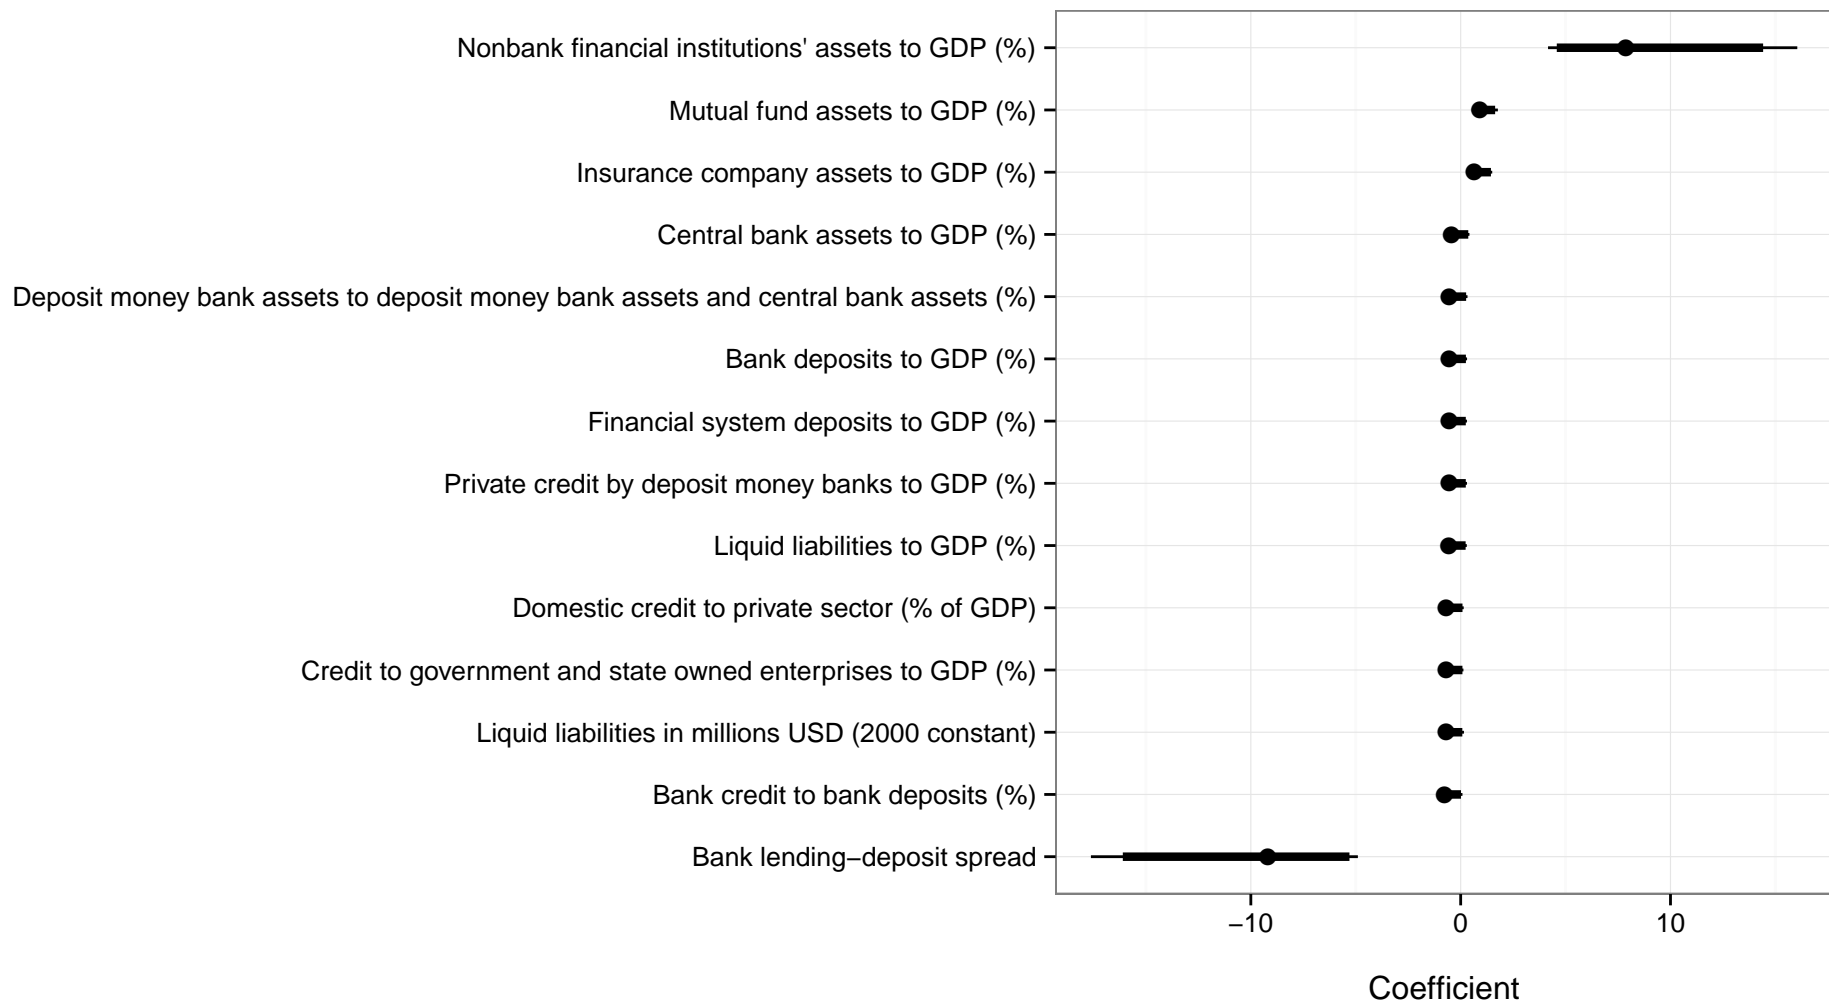 Nonbank financial institutions' assets to GDP (%)
Mutual fund assets to GDP (%)
Insurance company assets to GDP (%)
Central bank assets to GDP (%)
Deposit money bank assets to deposit money bank assets and central bank assets (%)
Bank deposits to GDP (%)
Financial system deposits to GDP (%)
Private credit by deposit money banks to GDP (%)
Liquid liabilities to GDP (%)
Domestic credit to private sector (% of GDP)
Credit to government and state owned enterprises to GDP (%)
Liquid liabilities in millions USD (2000 constant)
Bank credit to bank deposits (%)
Bank lending−deposit spread
−10 0 10
Coefficient